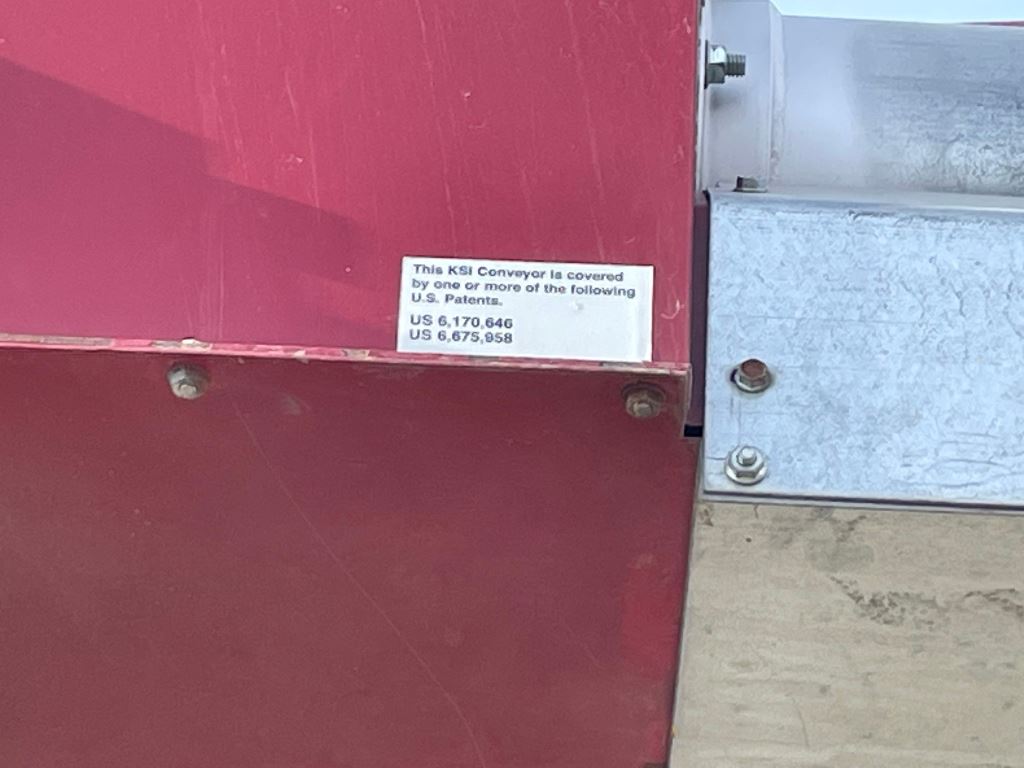 This KSI Conveyor is covered
by one or more of the following
U.S. Patents.
US 6,170,646
US 6,675,958